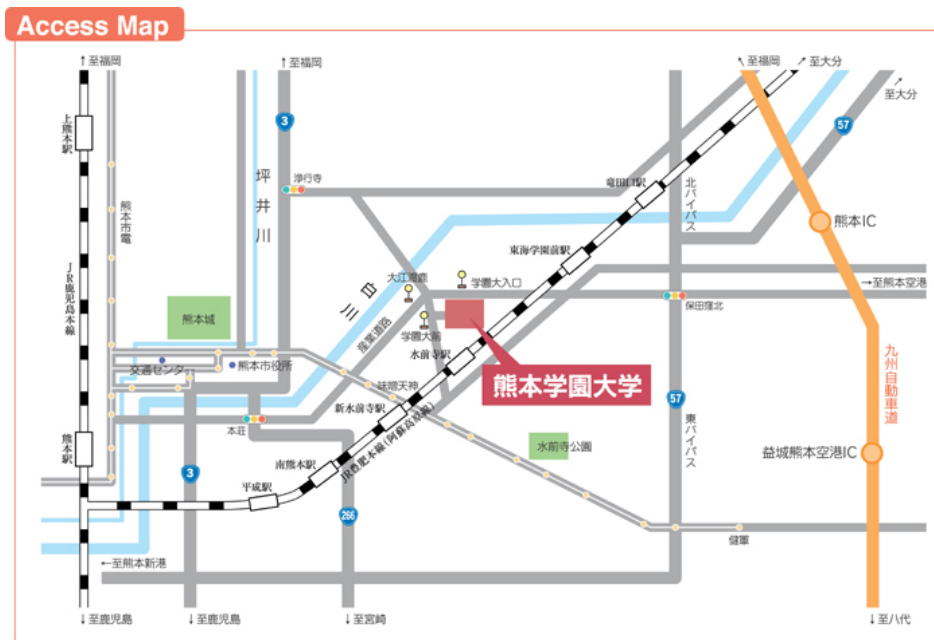 Access Map
↑至福岡
↑至福岡
↖至福岡
↗至大分
↗
至大分
上熊本駅
3
57
坪井川
浄行寺
熊本市電
竜田口駅
北バイパス
熊本IC
JR鹿児島本線
東海学園前駅
大江渡鹿
学園大入口
→至熊本空港
白川
保田窪北
熊本城
産業道路
学園大前
水前寺駅
九州自動車道
交通センター
熊本市役所
味噌天神
熊本学園大学
57
新水前寺駅
本荘
JR豊肥本線(阿蘇高原線)
東バイパス
熊本駅
水前寺公園
益城熊本空港IC
南熊本駅
3
平成駅
266
健軍
←至熊本新港
↓至鹿児島
↓至鹿児島
↓至宮崎
↓至八代